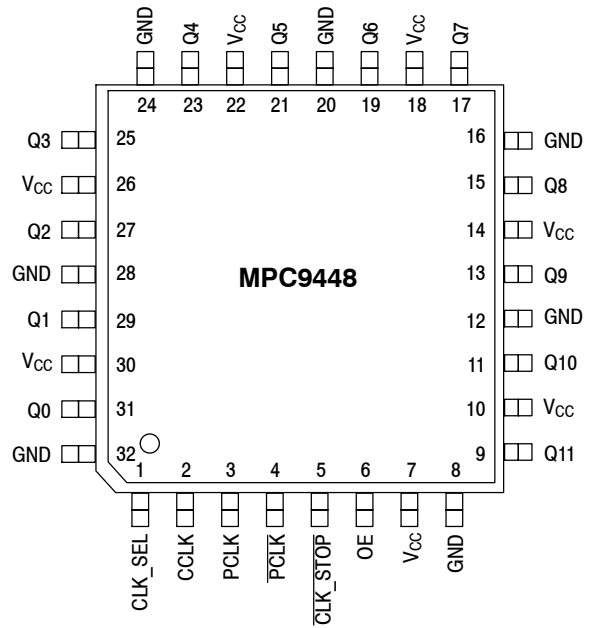 GND Q4 VCC Q5 GND Q6 VCC Q7
24 23 22 21 20 19 18 17
Q3 25 16 GND
VCC 26 15 Q8
Q2 27 14 VCC
GND 28 MPC9448 13 Q9
Q1 29 12 GND
VCC 30 11 Q10
Q0 31 10 VCC
GND 32 9 Q11
1 2 3 4 5 6 7 8
CLK_SEL CCLK PCLK P̅C̅L̅K̅ C̅L̅K̅_̅S̅T̅O̅P̅ OE VCC GND